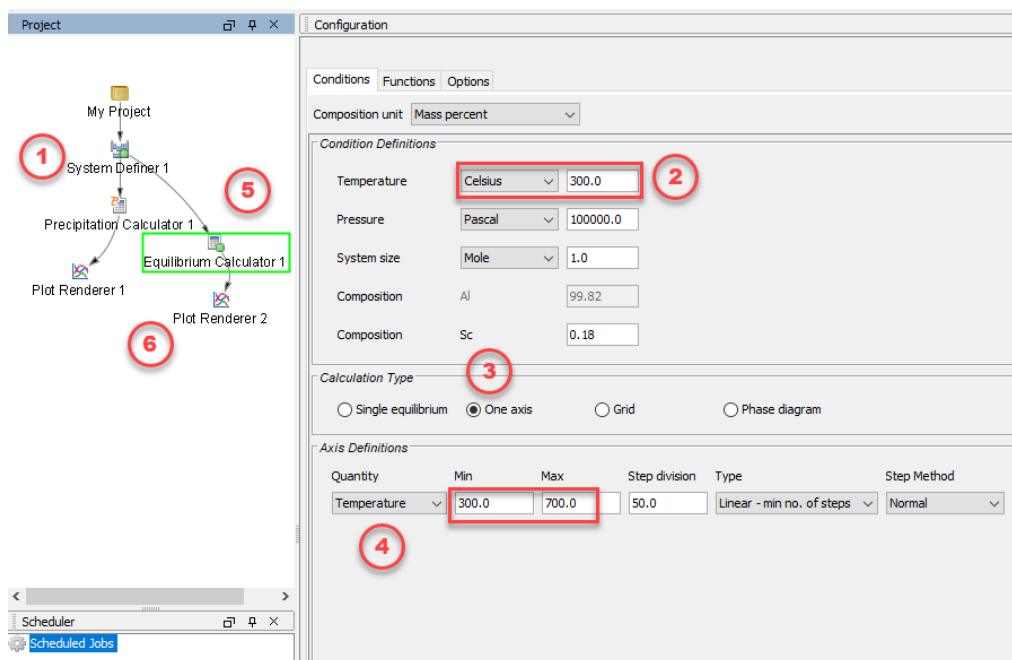 Project
My Project
1
System Definer 1
5
Precipitation Calculator 1
Equilibrium Calculator 1
Plot Renderer 1
Plot Renderer 2
6
Scheduler
Scheduled Jobs
Configuration
Conditions Functions Options
Composition unit Mass percent
Condition Definitions
Temperature Celsius 300.0 2
Pressure Pascal 100000.0
System size Mole 1.0
Composition Al 99.82
Composition Sc 0.18
3
Calculation Type
Single equilibrium One axis Grid Phase diagram
Axis Definitions
Quantity Min Max Step division Type Step Method
Temperature 300.0 700.0 50.0 Linear - min no. of steps Normal
4